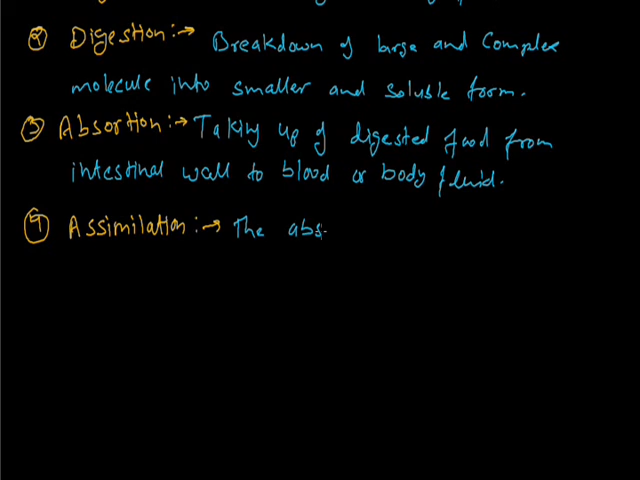 ② Digestion :→ Breakdown of large and Complex
molecule into smaller and soluble form.
③ Absortion :→ Taking up of digested food from
intestinal wall to blood or body fluid.
④ Assimilation :→ The abs